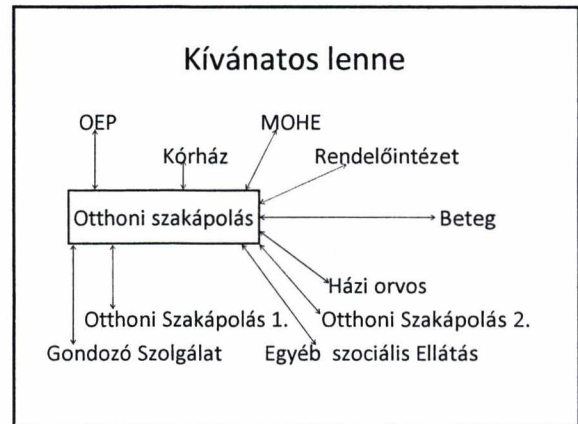 Kívánatos lenne
OEP MOHE
Kórház Rendelőintézet
Otthoni szakápolás Beteg
Házi orvos
Otthoni Szakápolás 1. Otthoni Szakápolás 2.
Gondozó Szolgálat Egyéb szociális Ellátás